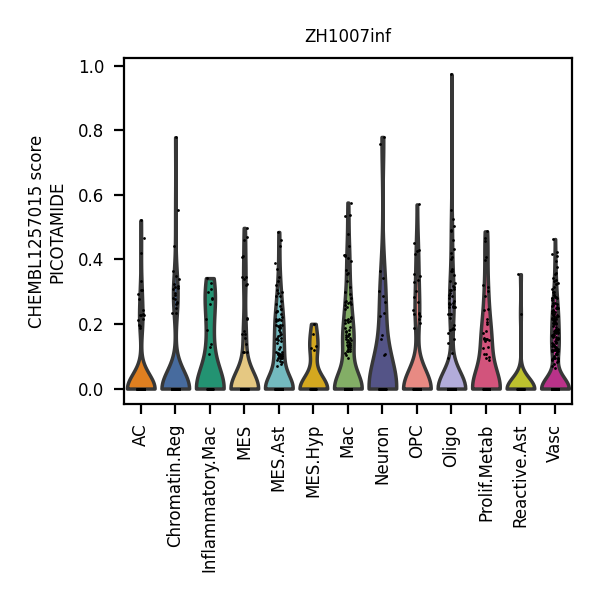 ZH1007inf
CHEMBL1257015 score
PICOTAMIDE
1.0
0.8
0.6
0.4
0.2
0.0
AC
Chromatin.Reg
Inflammatory.Mac
MES
MES.Ast
MES.Hyp
Mac
Neuron
OPC
Oligo
Prolif.Metab
Reactive.Ast
Vasc